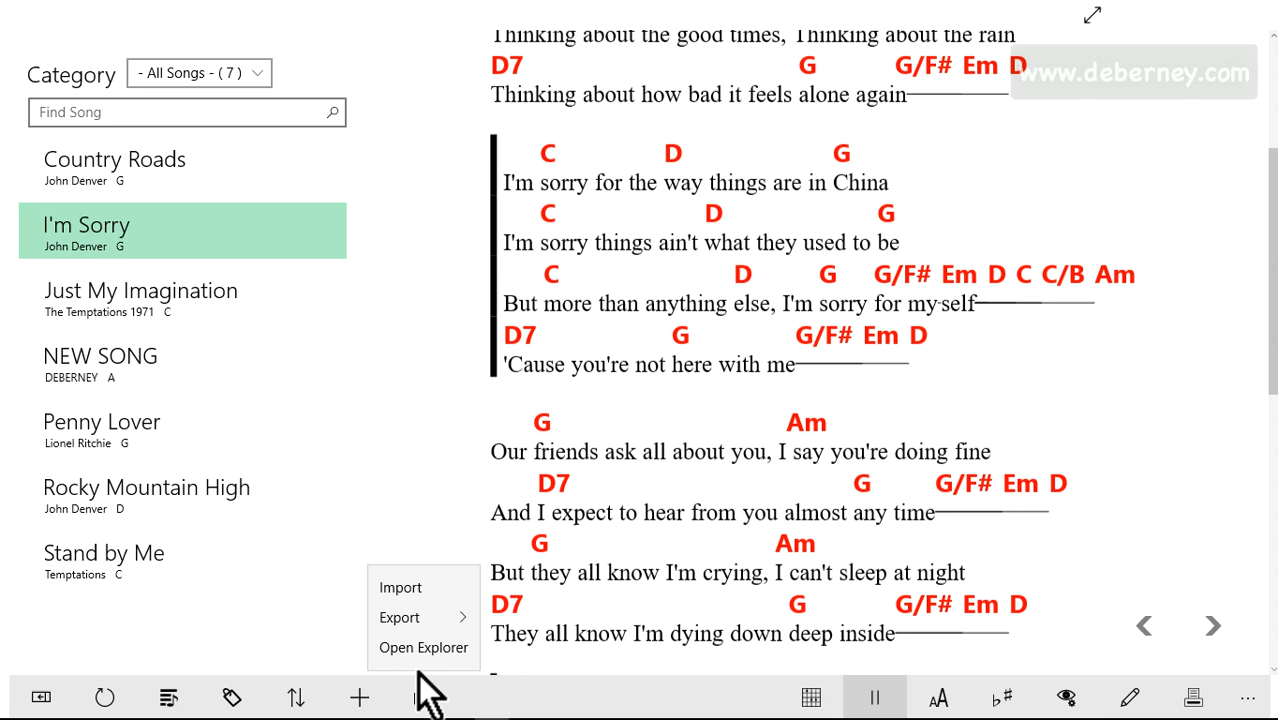 Category
- All Songs - ( 7 )
Find Song
Country Roads
John Denver G
I'm Sorry
John Denver G
Just My Imagination
The Temptations 1971 C
NEW SONG
DEBERNEY A
Penny Lover
Lionel Ritchie G
Rocky Mountain High
John Denver D
Stand by Me
Temptations C
Import
Export
Open Explorer
Thinking about the good times, Thinking about the rain
D7 G G/F# Em D
www.deberney.com
Thinking about how bad it feels alone again
C D G
I'm sorry for the way things are in China
C D G
I'm sorry things ain't what they used to be
C D G G/F# Em D C C/B Am
But more than anything else, I'm sorry for my-self
D7 G G/F# Em D
'Cause you're not here with me
G Am
Our friends ask all about you, I say you're doing fine
D7 G G/F# Em D
And I expect to hear from you almost any time
G Am
But they all know I'm crying, I can't sleep at night
D7 G G/F# Em D
They all know I'm dying down deep inside
AA
b#